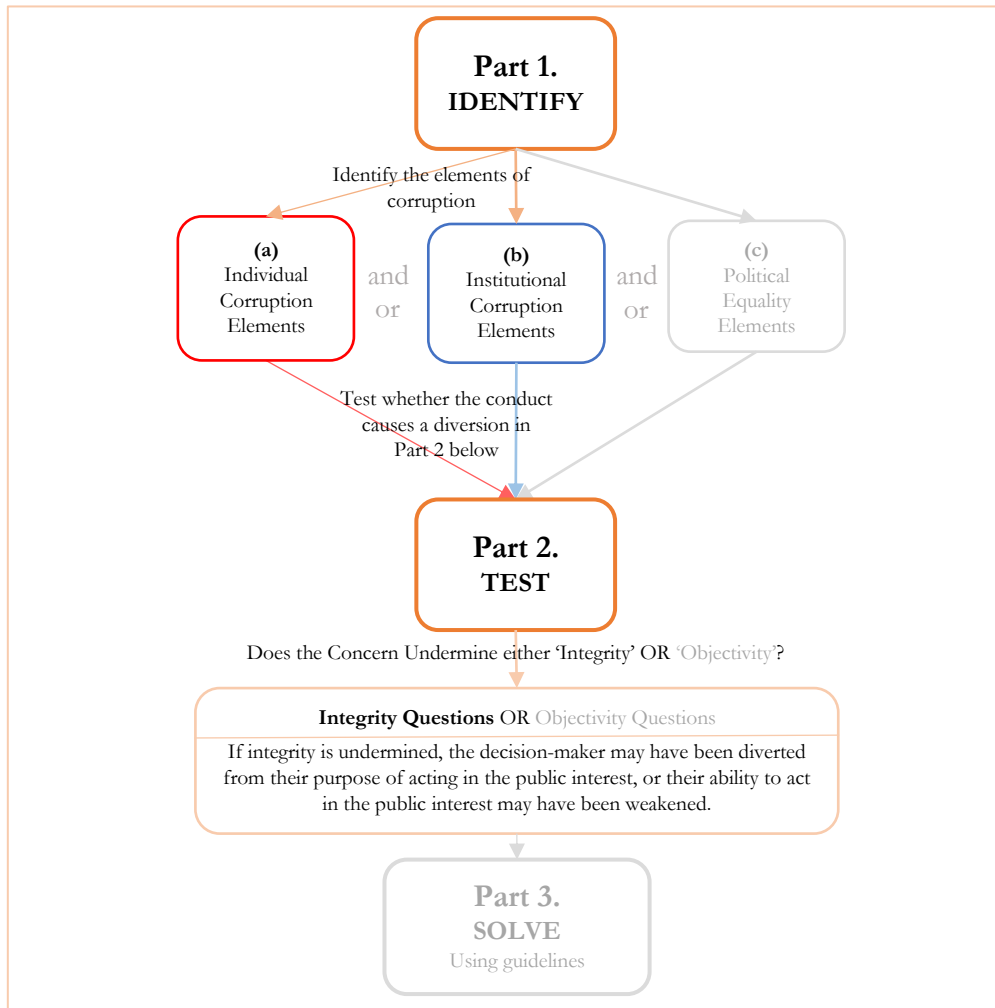 Part 1.
IDENTIFY
Identify the elements of
corruption
(a)
Individual
Corruption
Elements
and
or
(b)
Institutional
Corruption
Elements
and
or
(c)
Political
Equality
Elements
Test whether the conduct
causes a diversion in
Part 2 below
Part 2.
TEST
Does the Concern Undermine either ‘Integrity’ OR ‘Objectivity’?
Integrity Questions OR Objectivity Questions
If integrity is undermined, the decision-maker may have been diverted
from their purpose of acting in the public interest, or their ability to act
in the public interest may have been weakened.
Part 3.
SOLVE
Using guidelines